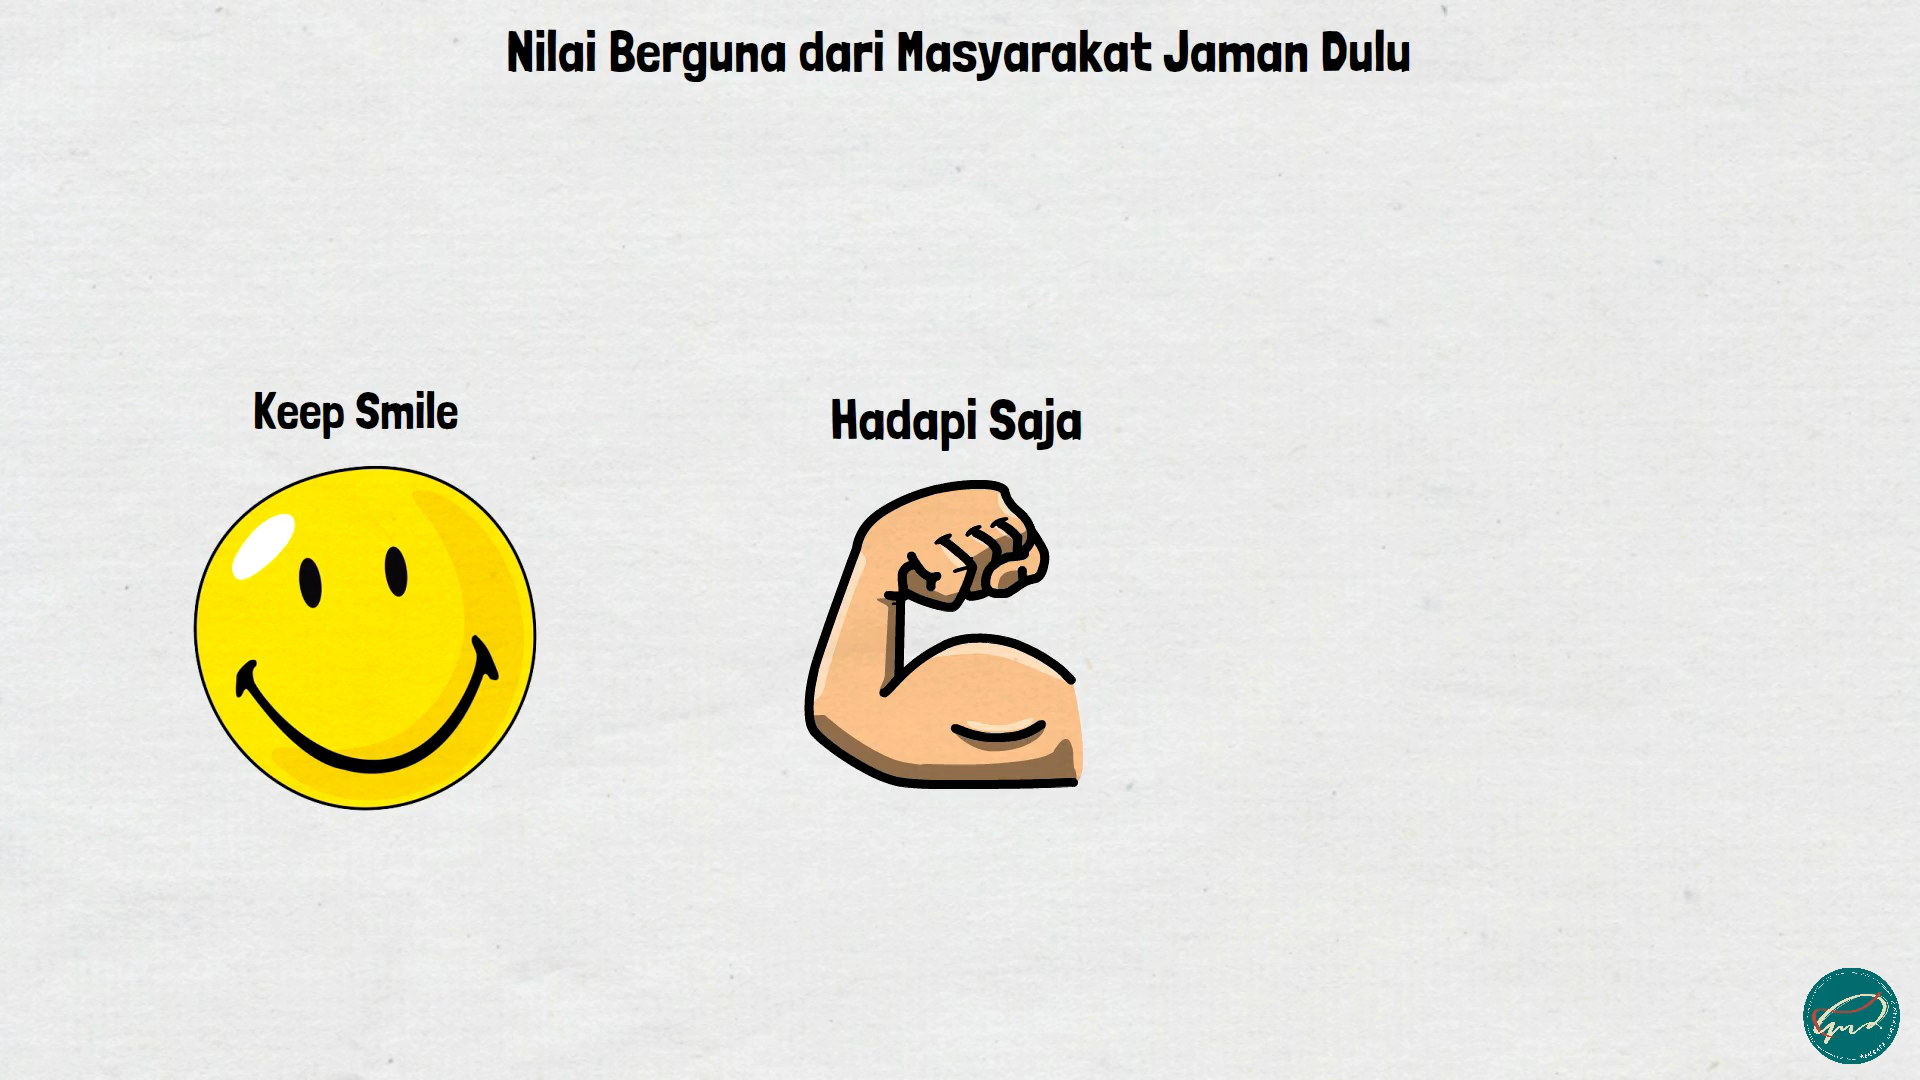 Nilai Berguna dari Masyarakat Jaman Dulu
Keep Smile
Hadapi Saja